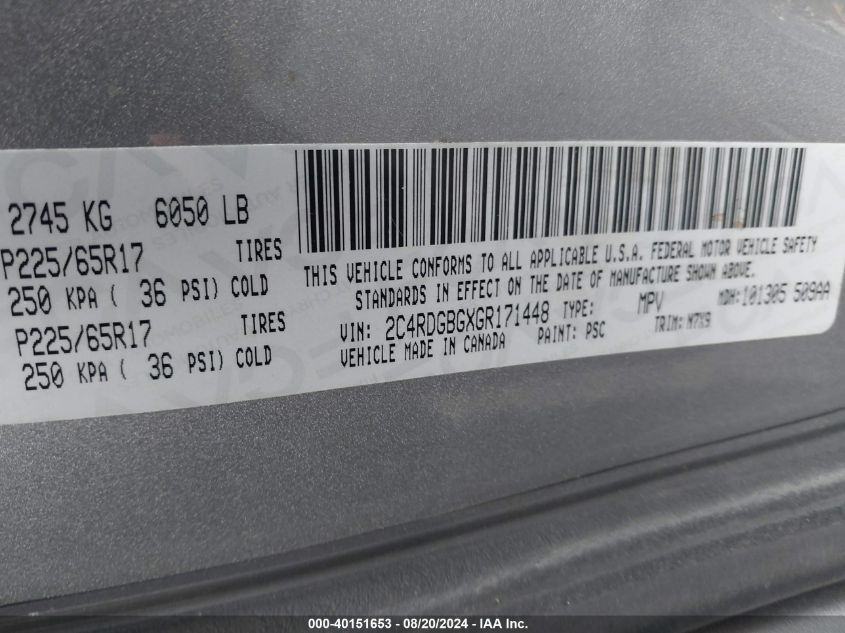 2745 KG 6050 LB
P225/65R17 TIRES
250 KPA ( 36 PSI) COLD
P225/65R17 TIRES
250 KPA ( 36 PSI) COLD
THIS VEHICLE CONFORMS TO ALL APPLICABLE U.S.A. FEDERAL MOTOR VEHICLE SAFETY
STANDARDS IN EFFECT ON THE DATE OF MANUFACTURE SHOWN ABOVE.
VIN: 2C4RDGBGXGR171448 TYPE: MPV MDH:101305 509AA
VEHICLE MADE IN CANADA PAINT: PSC TRIM: M7X9
000-40151653 - 08/20/2024 - Copyright © IAA, Inc.